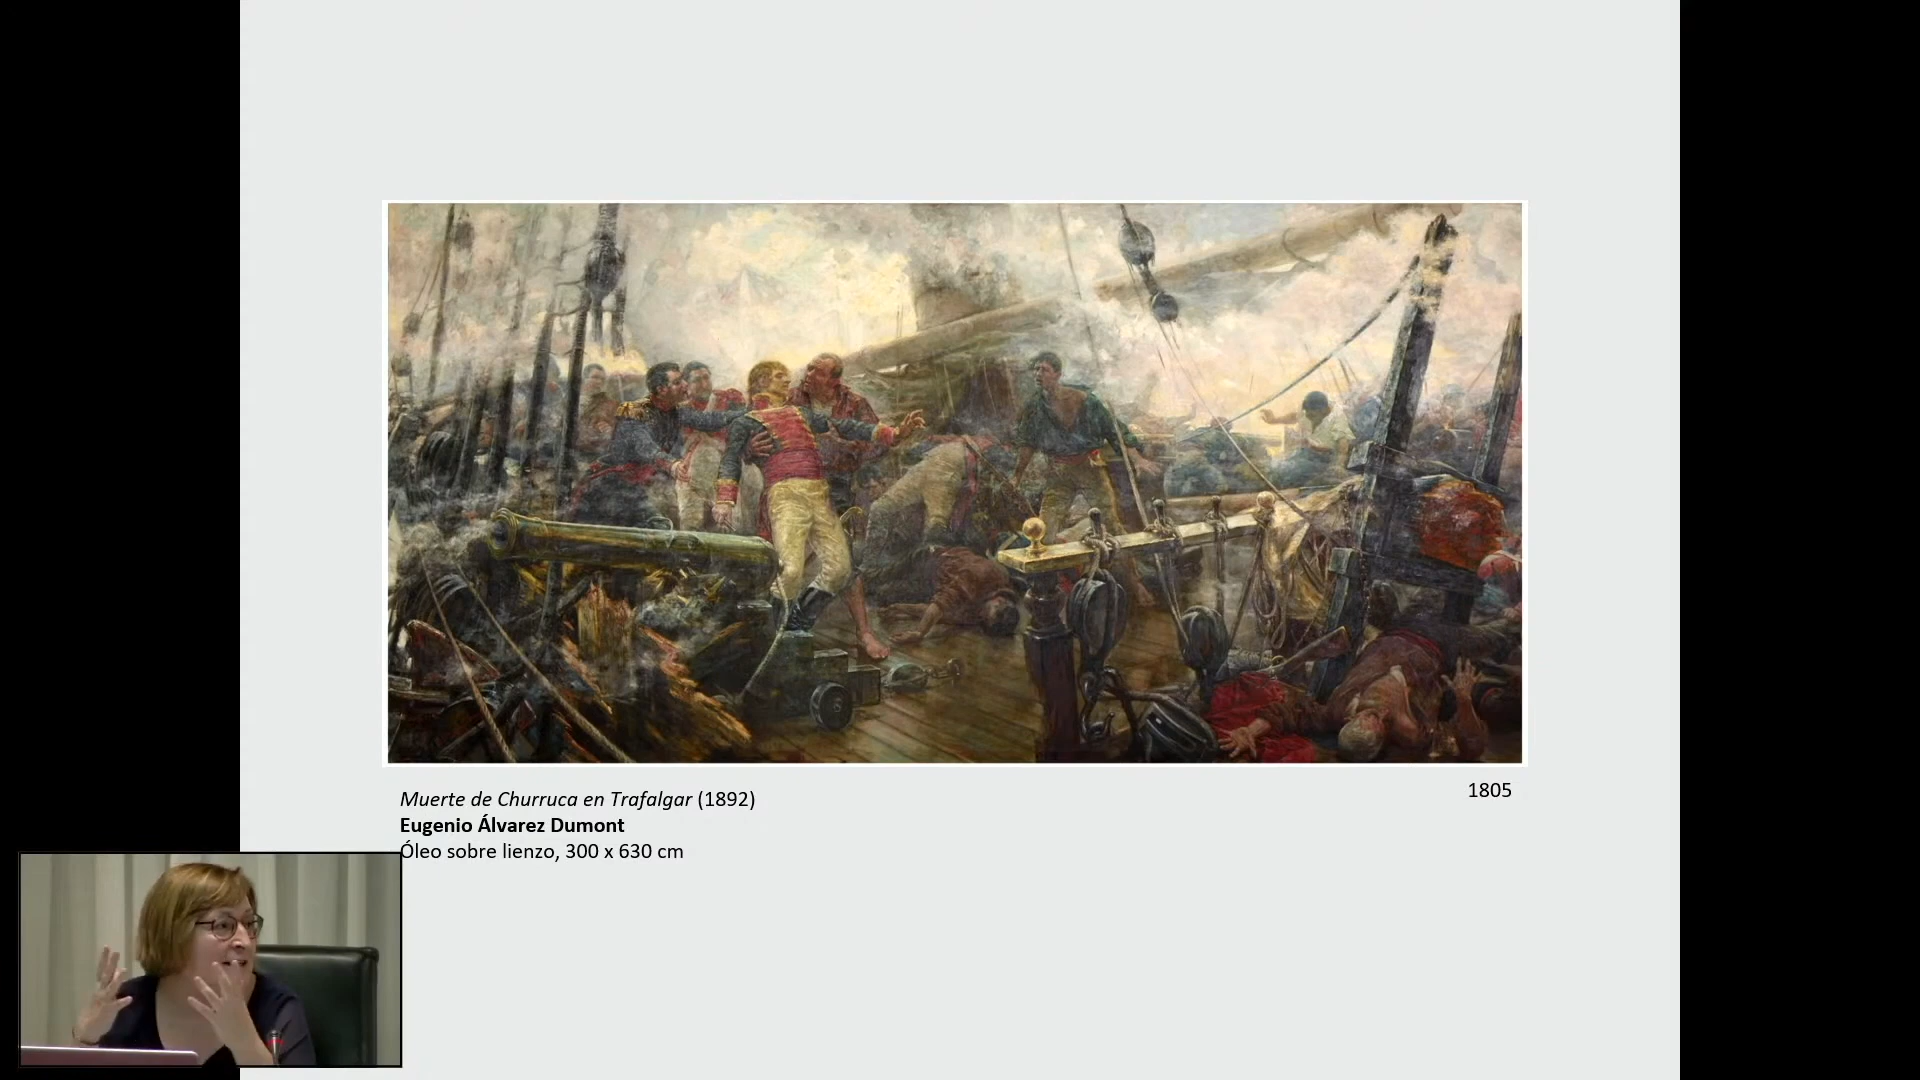 Muerte de Churruca en Trafalgar (1892)
Eugenio Álvarez Dumont
Óleo sobre lienzo, 300 x 630 cm
1805